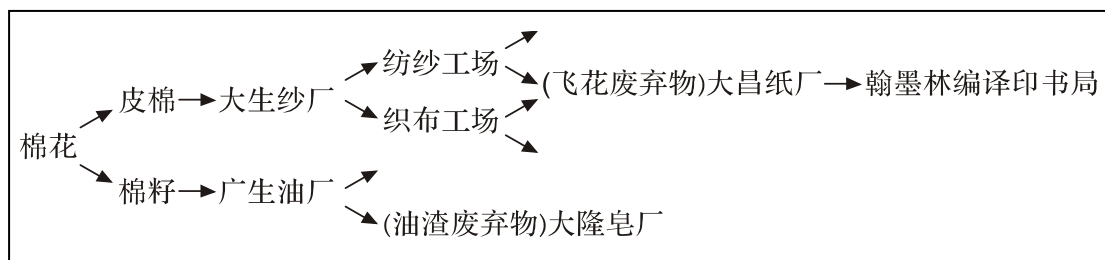 纺纱工场
(飞花废弃物)大昌纸厂
翰墨林编译印书局
皮棉
大生纱厂
织布工场
棉花
棉籽
广生油厂
(油渣废弃物)大隆皂厂